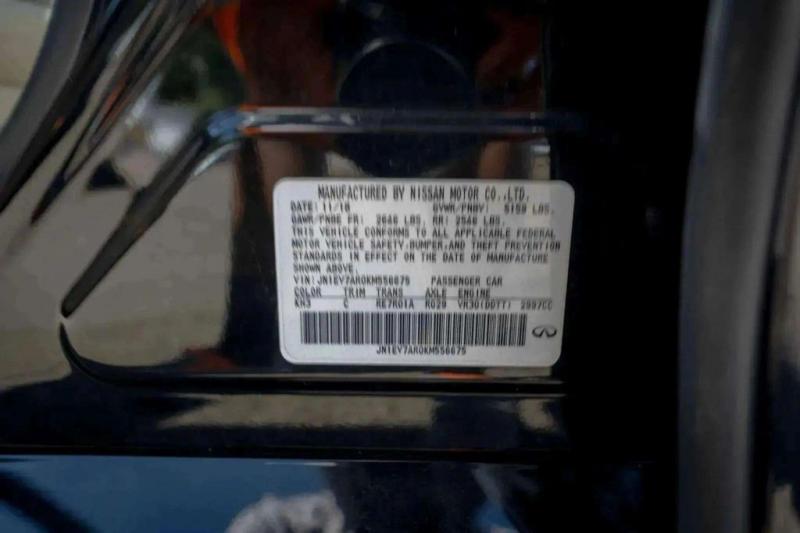 MANUFACTURED BY NISSAN MOTOR CO.,LTD.
DATE: 11/18 GVWR/PNBV: 5159 LBS.
GAWR/PNBE FR: 2646 LBS. RR: 2546 LBS.
THIS VEHICLE CONFORMS TO ALL APPLICABLE FEDERAL
MOTOR VEHICLE SAFETY,BUMPER,AND THEFT PREVENTION
STANDARDS IN EFFECT ON THE DATE OF MANUFACTURE
SHOWN ABOVE.
VIN: JN1EV7AR0KM556675 PASSENGER CAR
COLOR TRIM TRANS AXLE ENGINE
KH3 C RE7R01A RG29 VR30(DDTT) 2997CC
JN1EV7AR0KM556675